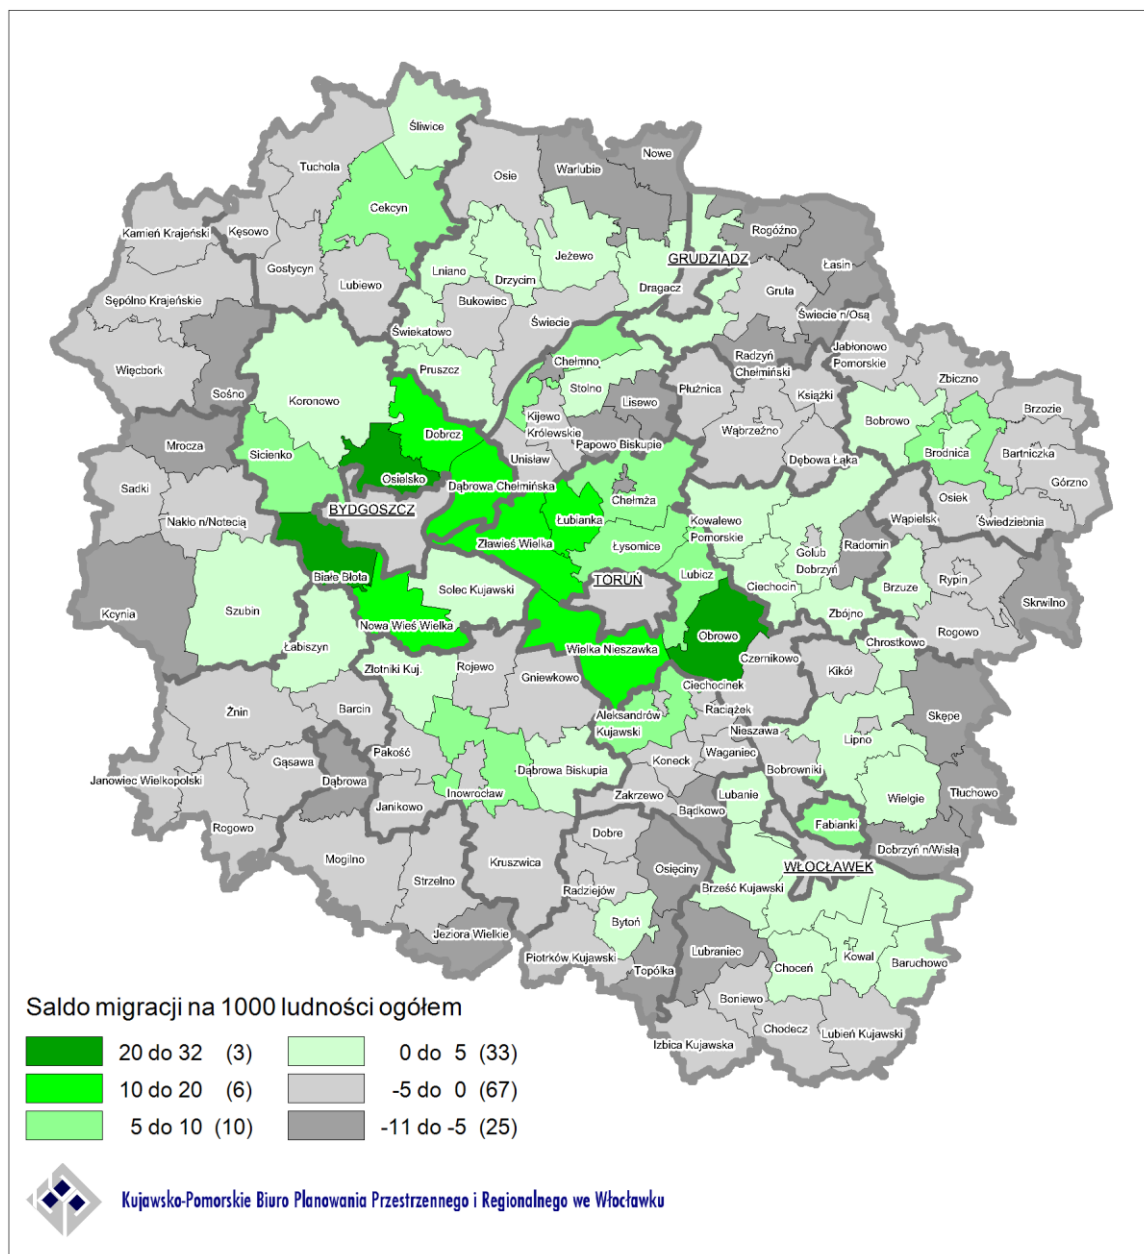 Śliwice
Tuchola
Osie
Warlubie
Nowe
Cekcyn
Kamień Krajeński
Kęsowo
Rogóźno
Gostycyn
Lniano
Drzycim
Jeżewo
GRUDZIĄDZ
Łasin
Sępólno Krajeńskie
Lubiewo
Bukowiec
Dragacz
Gruta
Świekatowo
Świecie
Świecie n/Osą
Więcbork
Pruszcz
Chełmno
Radzyń
Chełmiński
Jabłonowo
Pomorskie
Sośno
Koronowo
Stolno
Płużnica
Książki
Zbiczno
Lisewo
Brzozie
Mrocza
Dobrcz
Kijewo
Królewskie
Papowo Biskupie
Wąbrzeźno
Bobrowo
Sicienko
Unisław
Dębowa Łąka
Brodnica
Bartniczka
Sadki
Osielsko
Dąbrowa Chełmińska
Chełmża
Górzno
BYDGOSZCZ
Łubianka
Kowalewo
Pomorskie
Wąpielsk
Osiek
Świedziebnia
Nakło n/Notecią
Zławieś Wielka
Łysomice
Golub
Dobrzyń
Radomin
Białe Błota
TORUŃ
Lubicz
Ciechocin
Brzuze
Rypin
Kcynia
Szubin
Solec Kujawski
Zbójno
Skrwilno
Nowa Wieś Wielka
Obrowo
Rogowo
Łabiszyn
Wielka Nieszawka
Czernikowo
Chrostkowo
Złotniki Kuj.
Rojewo
Gniewkowo
Ciechocinek
Kikół
Żnin
Barcin
Aleksandrów
Kujawski
Raciążek
Nieszawa
Skępe
Pakość
Waganiec
Lipno
Gąsawa
Dąbrowa
Dąbrowa Biskupia
Koneck
Bobrowniki
Janowiec Wielkopolski
Janikowo
Inowrocław
Zakrzewo
Lubanie
Wielgie
Tłuchowo
Rogowo
Bądkowo
Fabianki
Dobre
Dobrzyń n/Wisłą
Mogilno
Kruszwica
Osięciny
WŁOCŁAWEK
Strzelno
Radziejów
Brześć Kujawski
Bytoń
Jeziora Wielkie
Lubraniec
Kowal
Piotrków Kujawski
Choceń
Baruchowo
Topólka
Boniewo
Chodecz
Lubień Kujawski
Izbica Kujawska
Saldo migracji na 1000 ludności ogółem
20 do 32 (3)
10 do 20 (6)
5 do 10 (10)
0 do 5 (33)
-5 do 0 (67)
-11 do -5 (25)
Kujawsko-Pomorskie Biuro Planowania Przestrzennego i Regionalnego we Włocławku